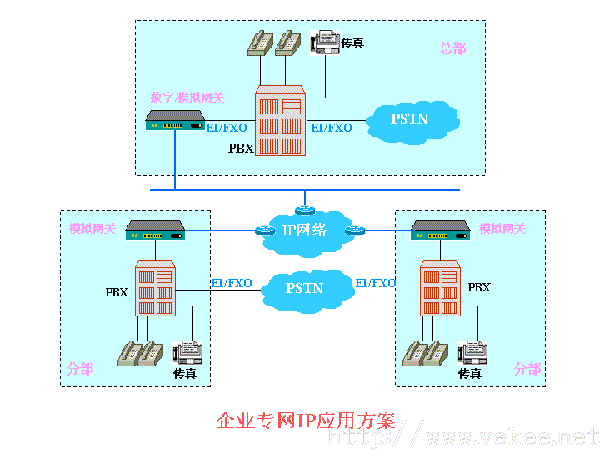 传真
总部
数字/模拟网关
E1/FXO
E1/FXO
PSTN
PBX
模拟网关
IP网络
模拟网关
PBX
E1/FXO
PSTN
E1/FXO
PBX
分部
传真
传真
分部
企业专网IP应用方案
http://www.vekee.net